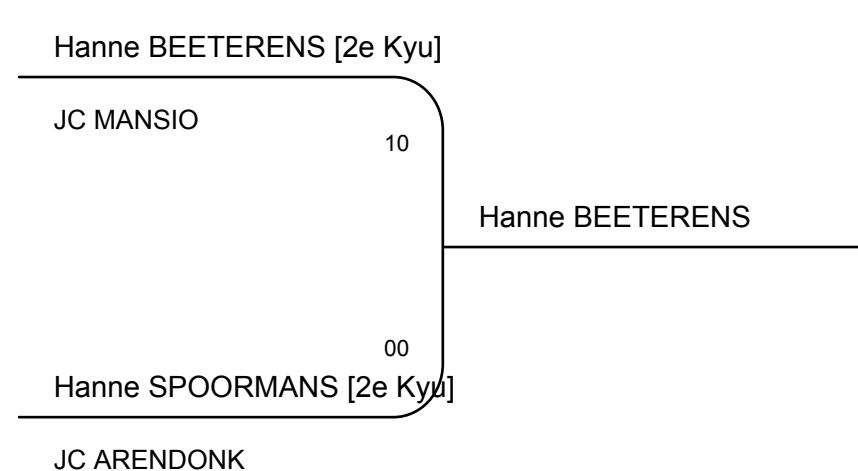 Hanne BEETERENS [2e Kyu]
JC MANSIO
10
Hanne BEETERENS
00
Hanne SPOORMANS [2e Kyu]
JC ARENDONK